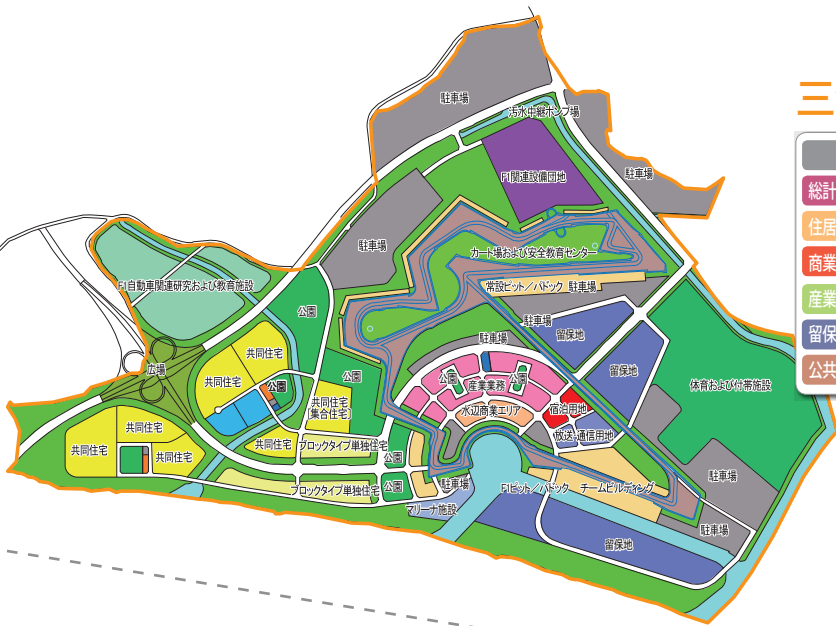 駐車場
汚水中継ポンプ場
三
F1関連設備団地
駐車場
総計
住居
駐車場
カート場および安全教育センター
商業
F1自動車関連研究および教育施設
常設ピット／パドック 駐車場
産業
公園
駐車場
留保地
留保
駐車場
共同住宅
広場
公園
留保地
公共
共同住宅
公園
公園
産業業務
公園
体育および付帯施設
共同住宅
[集合住宅]
水辺商業エリア
宿泊用地
共同住宅
放送・通信用地
共同住宅
ブロックタイプ単独住宅
共同住宅
共同住宅
公園
駐車場
ブロックタイプ単独住宅
公園
駐車場
F1ピット／パドック
チームビルディング
マリーナ施設
駐車場
留保地